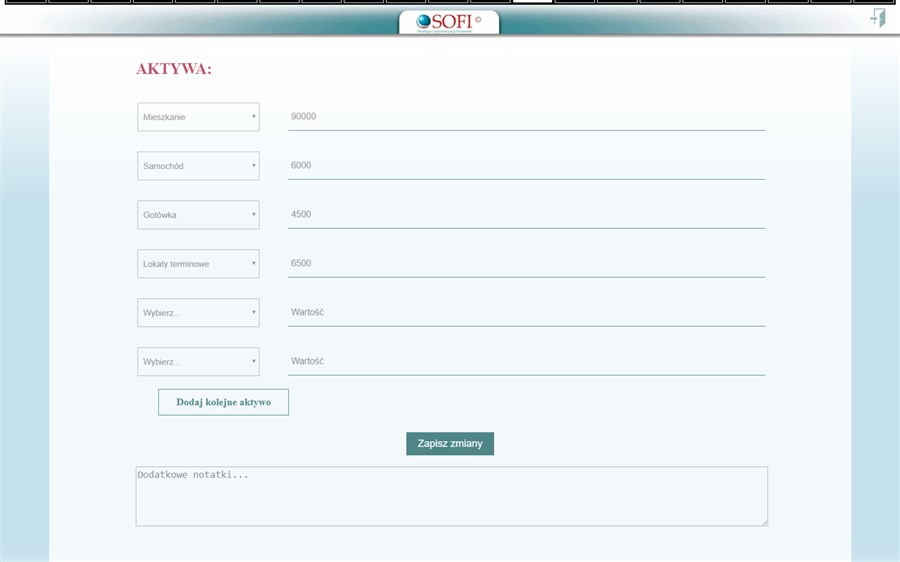 SOFI ©
AKTYWA:
Mieszkanie 90000
Samochód 6000
Gotówka 4500
Lokaty terminowe 6500
Wybierz... Wartość
Wybierz... Wartość
Dodaj kolejne aktywo
Zapisz zmiany
Dodatkowe notatki...